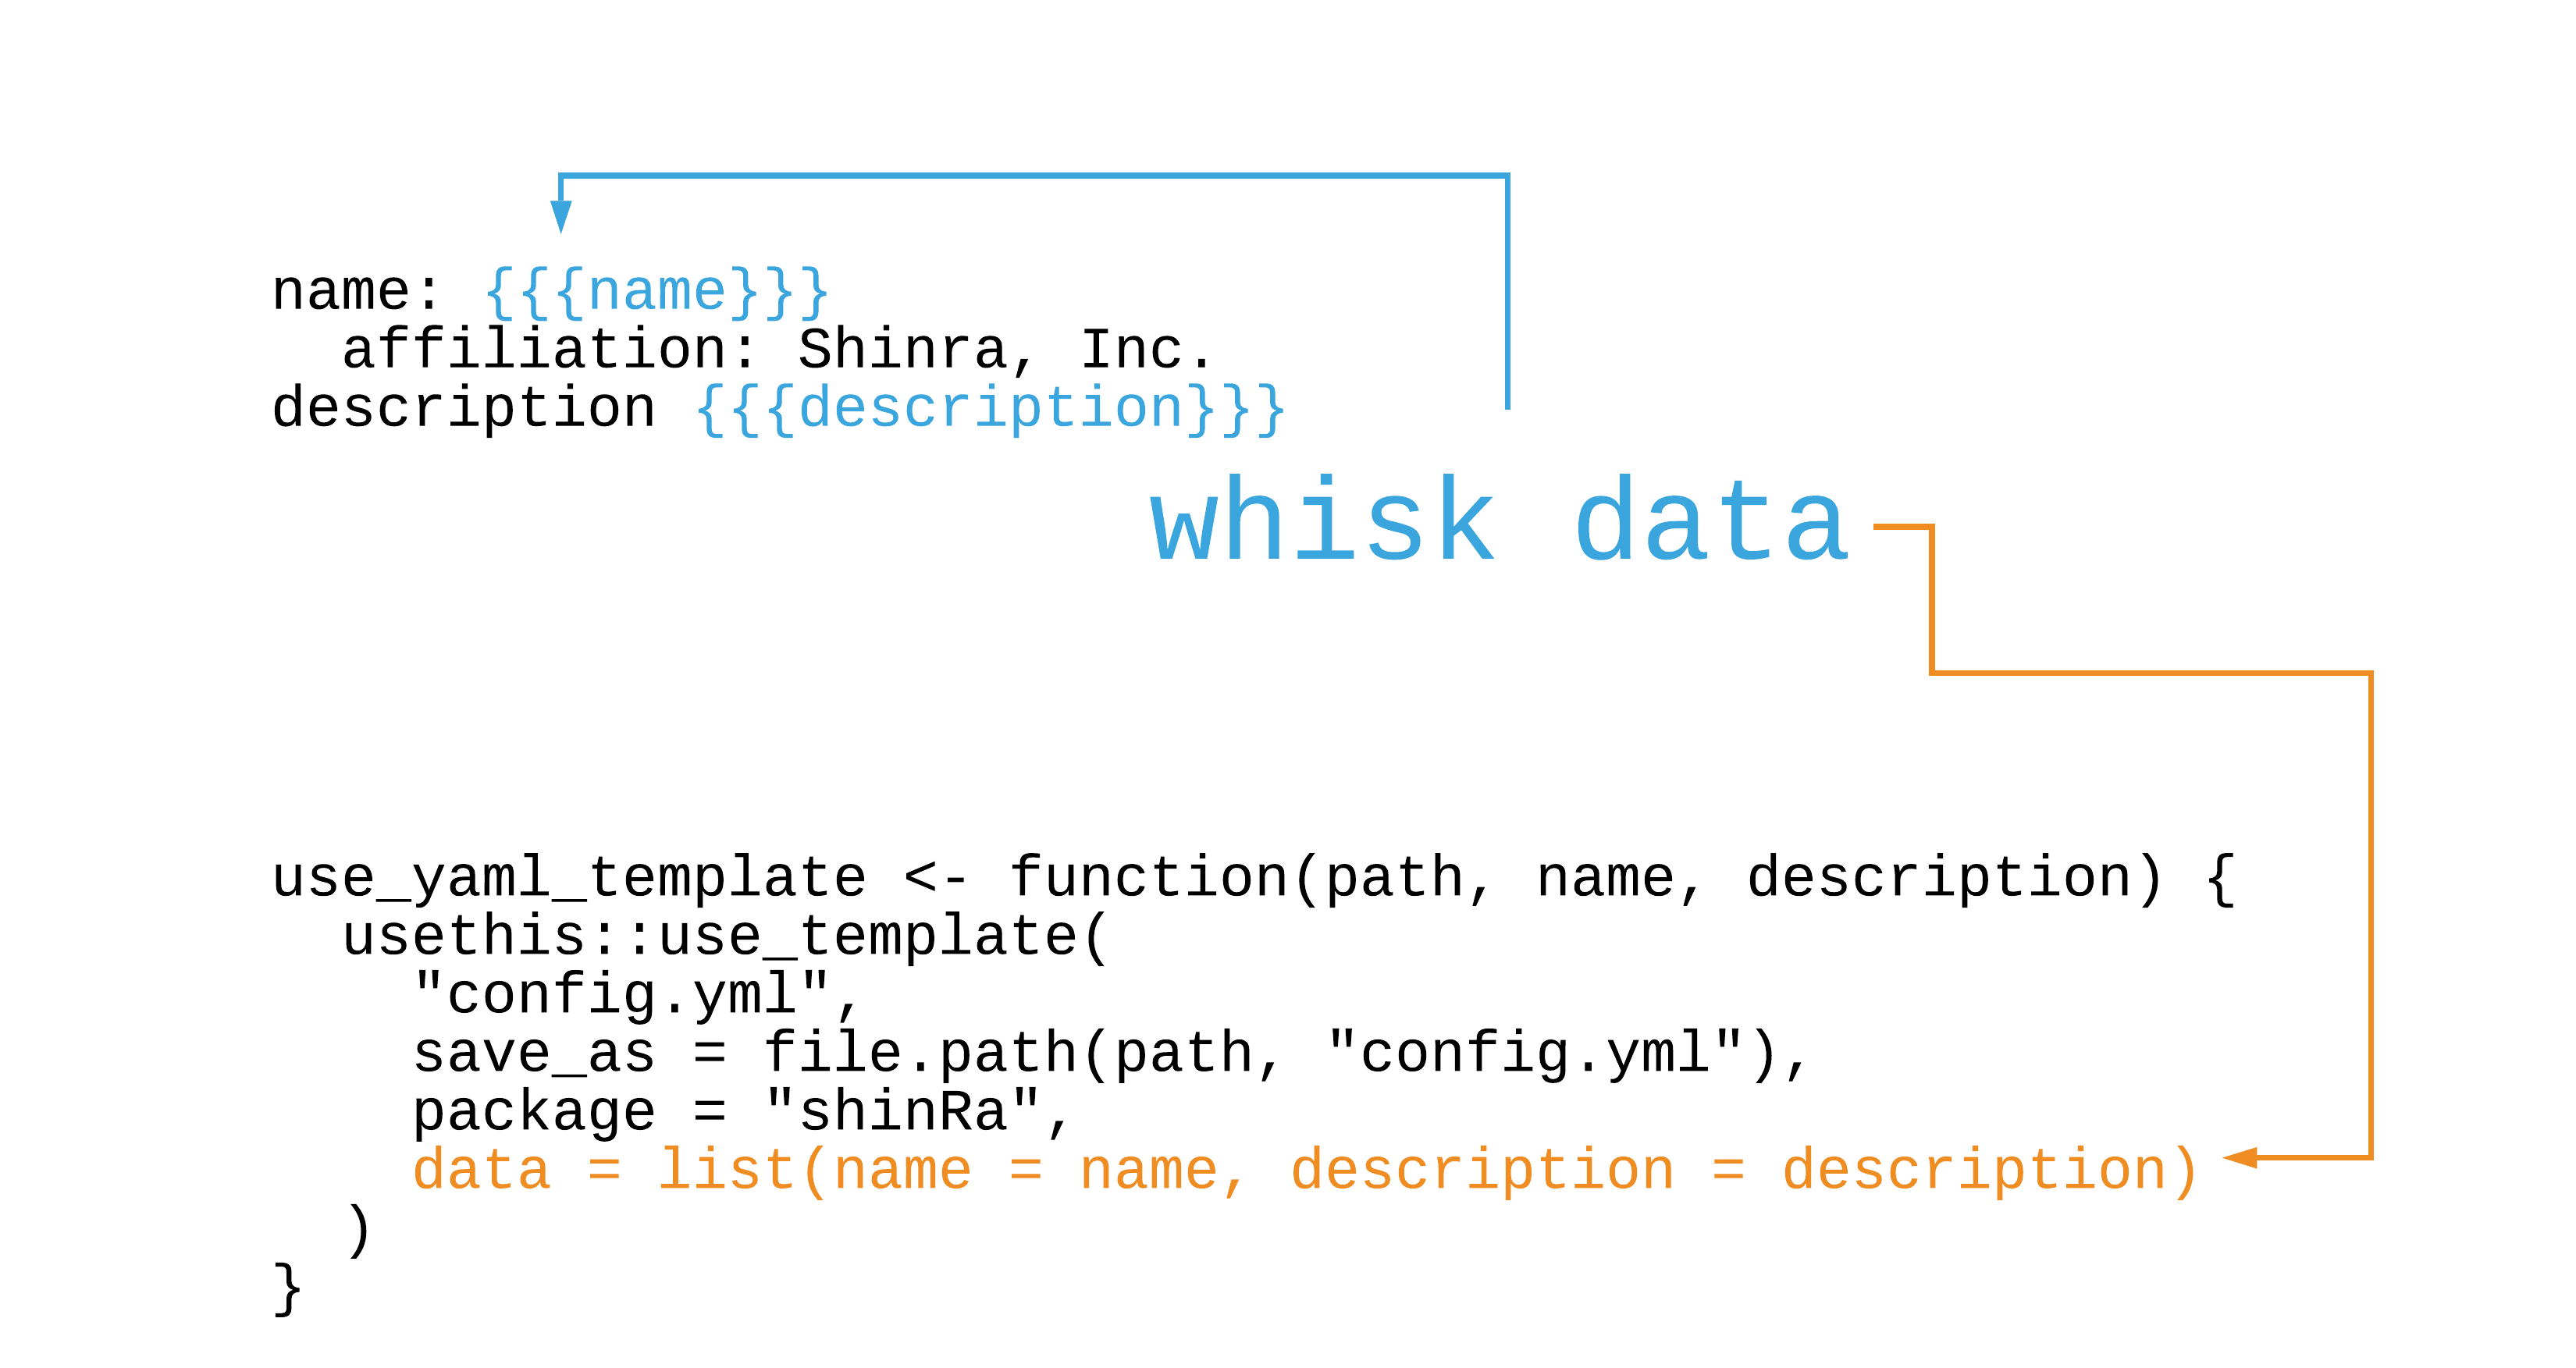 name: {{{name}}}
  affiliation: Shinra, Inc.
description {{{description}}}
whisk data
use_yaml_template <- function(path, name, description) {
  usethis::use_template(
    "config.yml",
    save_as = file.path(path, "config.yml"),
    package = "shinRa",
    data = list(name = name, description = description)
  )
}